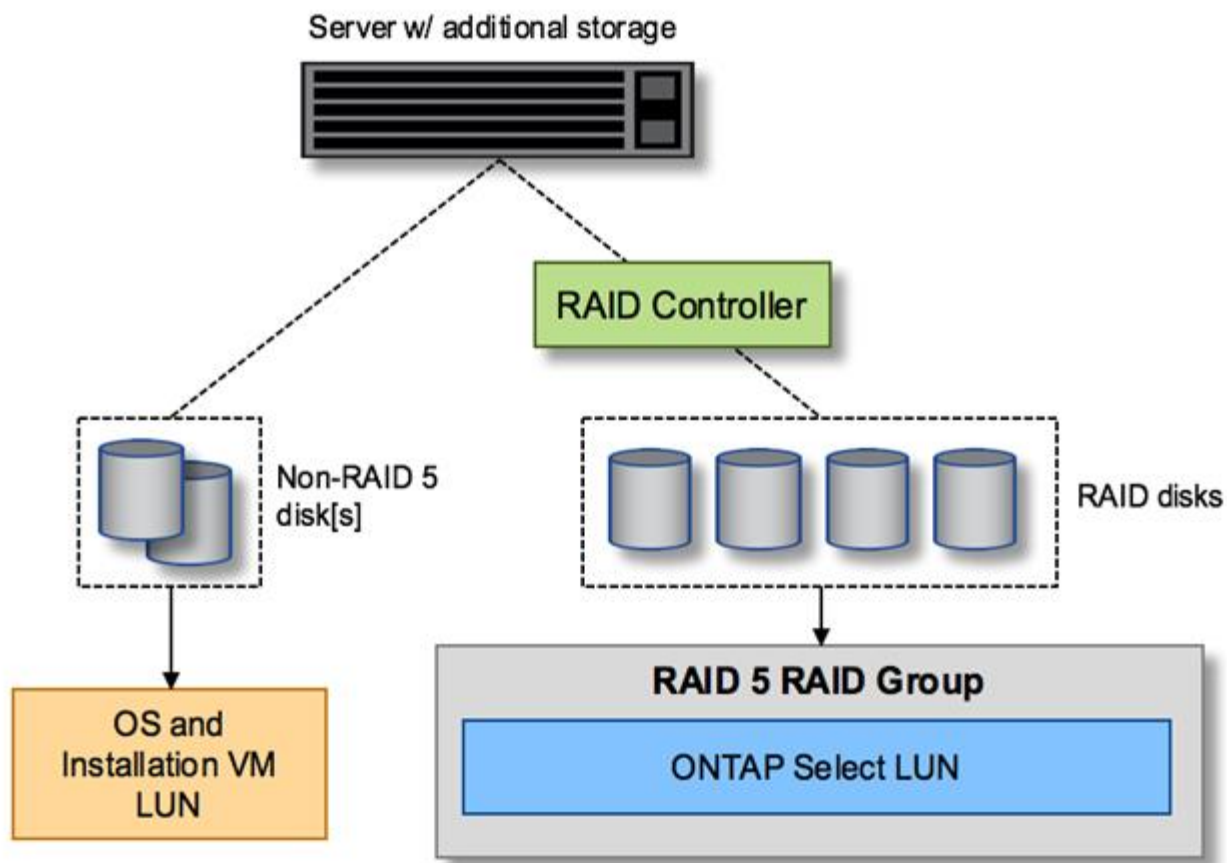 Server w/ additional storage
RAID Controller
Non-RAID 5
disk[s]
RAID disks
OS and
Installation VM
LUN
RAID 5 RAID Group
ONTAP Select LUN